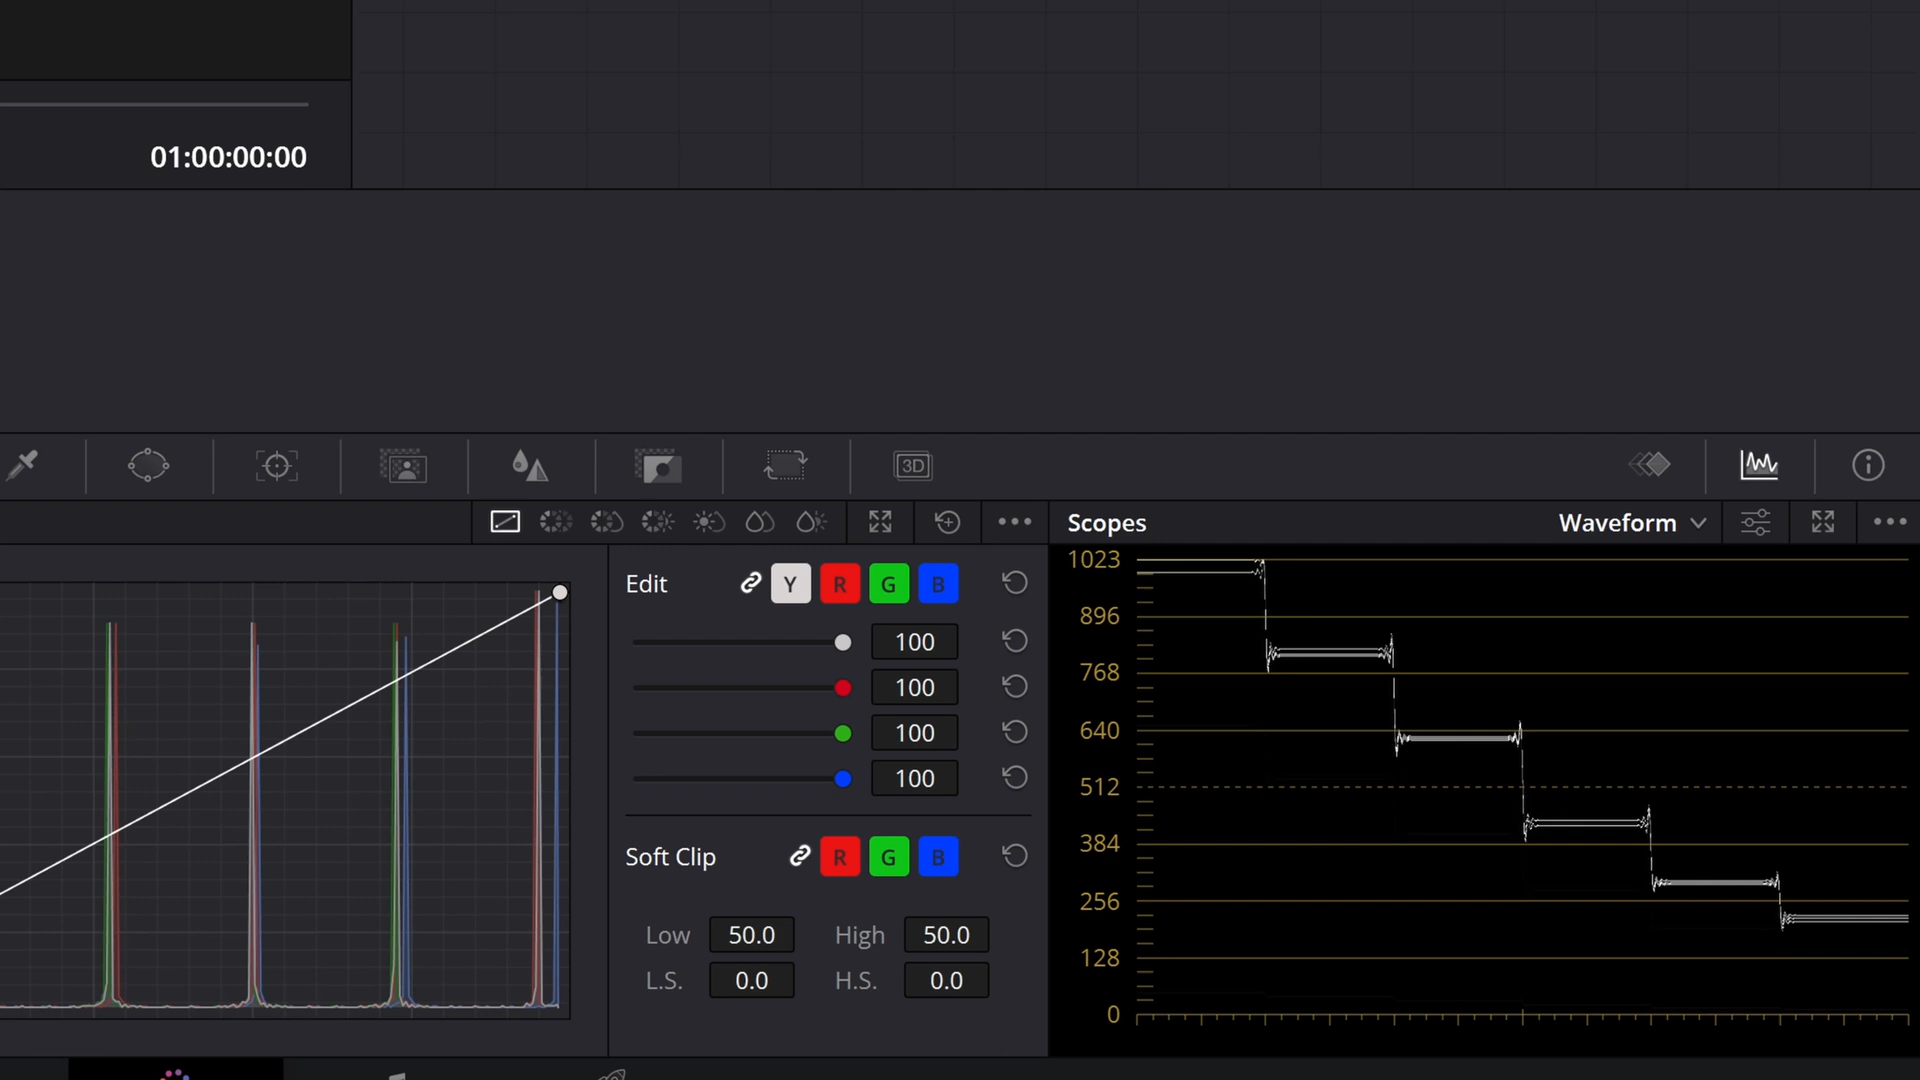 01:00:00:00
3D
Scopes
Waveform
Edit
Y R G B
100
100
100
100
Soft Clip
R G B
Low 50.0 High 50.0
L.S. 0.0 H.S. 0.0
1023
896
768
640
512
384
256
128
0